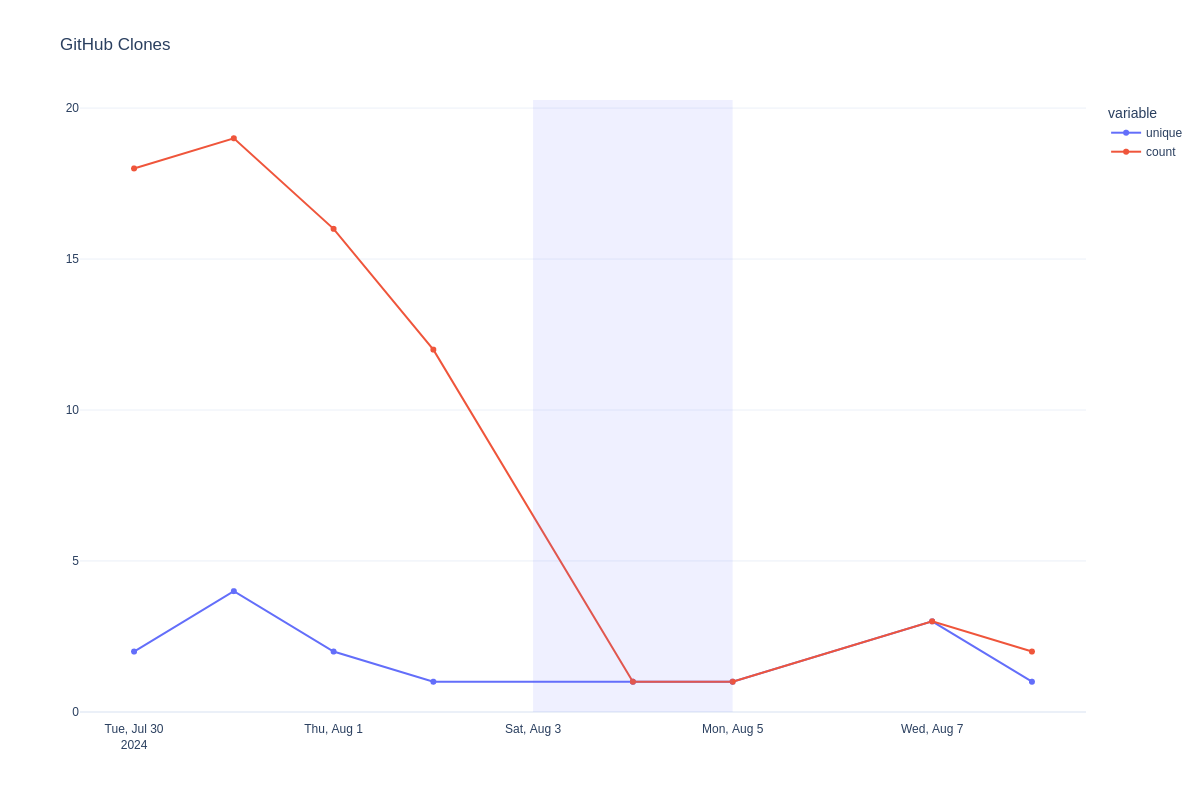 GitHub Clones
20
15
10
5
0
Tue, Jul 30
2024
Thu, Aug 1
Sat, Aug 3
Mon, Aug 5
Wed, Aug 7
variable
unique
count